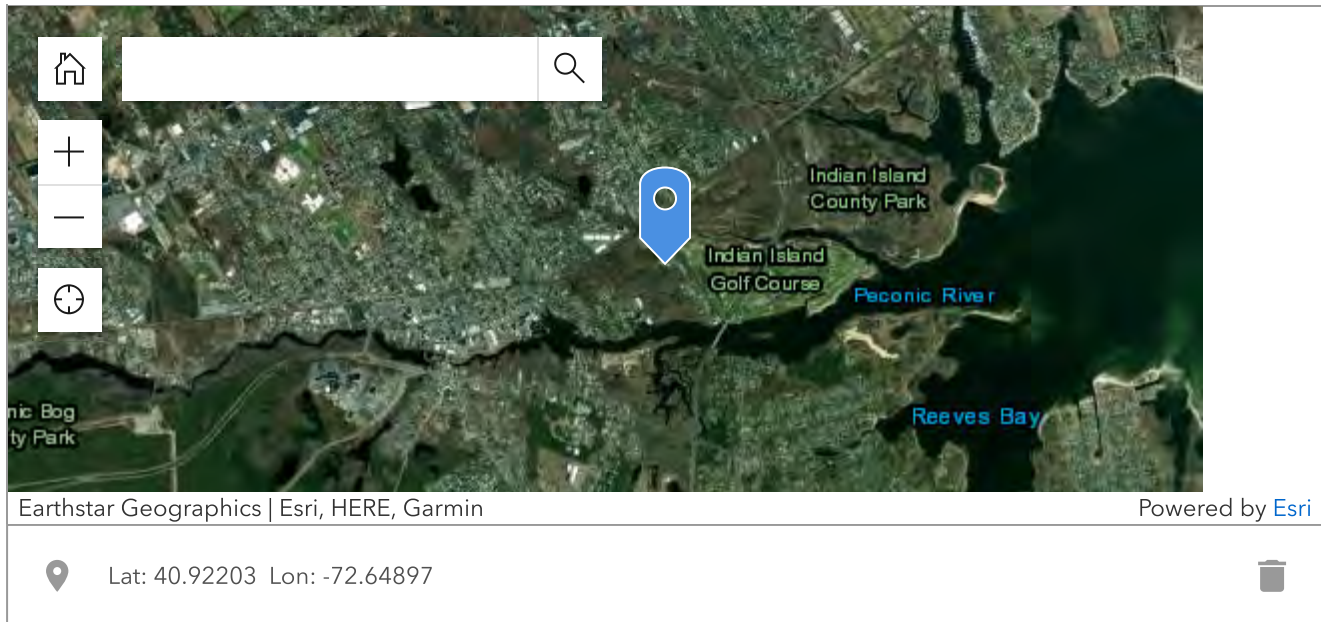 Indian Island
County Park
Indian Island
Golf Course
Peconic River
Reeves Bay
nic Bog
ty Park
Earthstar Geographics | Esri, HERE, Garmin
Powered by Esri
Lat: 40.92203 Lon: -72.64897